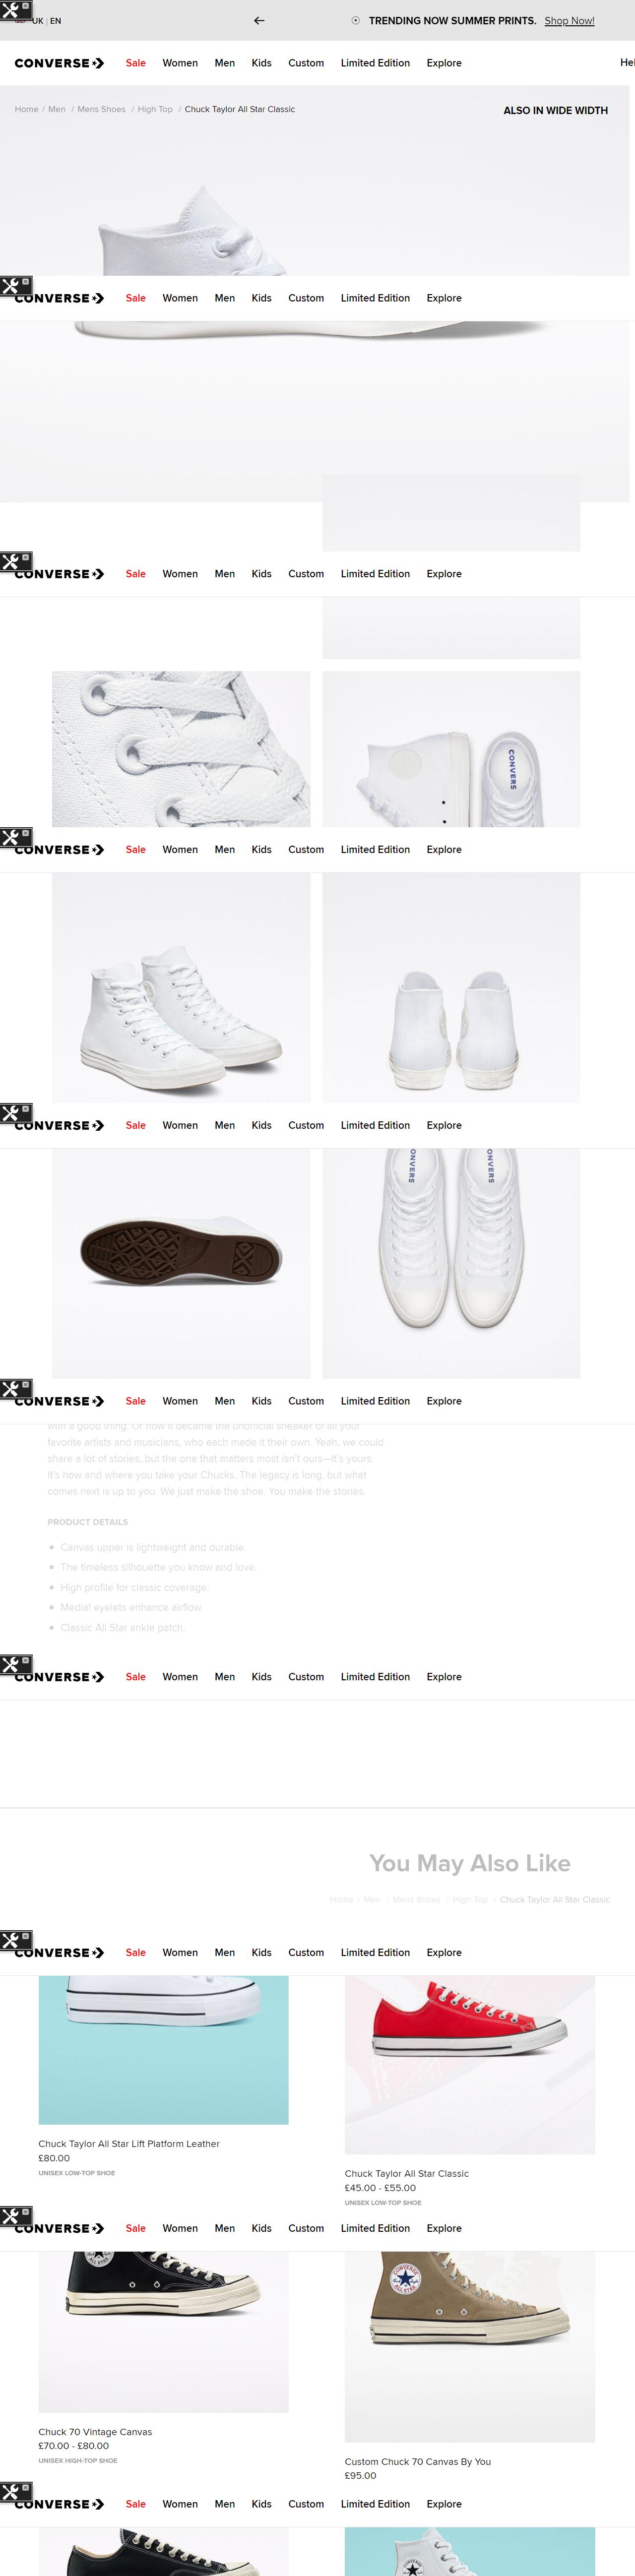 UK | EN
TRENDING NOW SUMMER PRINTS. Shop Now!
CONVERSE Sale Women Men Kids Custom Limited Edition Explore
Home / Men / Mens Shoes / High Top / Chuck Taylor All Star Classic
ALSO IN WIDE WIDTH
CONVERSE Sale Women Men Kids Custom Limited Edition Explore
CONVERSE Sale Women Men Kids Custom Limited Edition Explore
CONVERS
CONVERSE Sale Women Men Kids Custom Limited Edition Explore
CONVERSE Sale Women Men Kids Custom Limited Edition Explore
ONVERS ONVERS
CONVERSE Sale Women Men Kids Custom Limited Edition Explore
with a good thing. Or how it became the unofficial sneaker of all your
favorite artists and musicians, who each made it their own. Yeah, we could
share a lot of stories, but the one that matters most isn't ours—it's yours.
It's how and where you take your Chucks. The legacy is long, but what
comes next is up to you. We just make the shoe. You make the stories.
PRODUCT DETAILS
• Canvas upper is lightweight and durable.
• The timeless silhouette you know and love.
• High profile for classic coverage.
• Medial eyelets enhance airflow.
• Classic All Star ankle patch.
CONVERSE Sale Women Men Kids Custom Limited Edition Explore
You May Also Like
Home / Men / Mens Shoes / High Top / Chuck Taylor All Star Classic
CONVERSE Sale Women Men Kids Custom Limited Edition Explore
Chuck Taylor All Star Lift Platform Leather
£80.00
UNISEX LOW-TOP SHOE
Chuck Taylor All Star Classic
£45.00 - £55.00
UNISEX LOW-TOP SHOE
CONVERSE Sale Women Men Kids Custom Limited Edition Explore
CONVERSE
ALL STAR
Chuck 70 Vintage Canvas
£70.00 - £80.00
UNISEX HIGH-TOP SHOE
Custom Chuck 70 Canvas By You
£95.00
CONVERSE Sale Women Men Kids Custom Limited Edition Explore